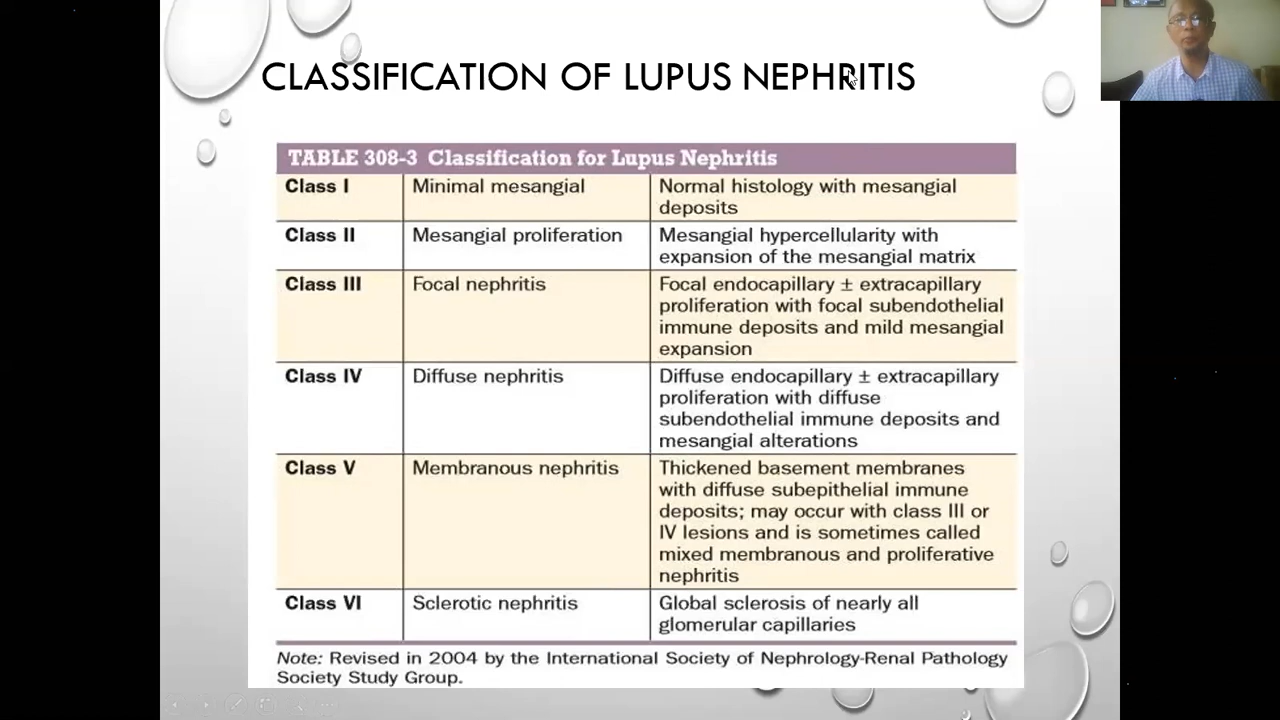 CLASSIFICATION OF LUPUS NEPHRITIS
TABLE 308-3 Classification for Lupus Nephritis
Class I Minimal mesangial Normal histology with mesangial
deposits
Class II Mesangial proliferation Mesangial hypercellularity with
expansion of the mesangial matrix
Class III Focal nephritis Focal endocapillary ± extracapillary
proliferation with focal subendothelial
immune deposits and mild mesangial
expansion
Class IV Diffuse nephritis Diffuse endocapillary ± extracapillary
proliferation with diffuse
subendothelial immune deposits and
mesangial alterations
Class V Membranous nephritis Thickened basement membranes
with diffuse subepithelial immune
deposits; may occur with class III or
IV lesions and is sometimes called
mixed membranous and proliferative
nephritis
Class VI Sclerotic nephritis Global sclerosis of nearly all
glomerular capillaries
Note: Revised in 2004 by the International Society of Nephrology-Renal Pathology
Society Study Group.